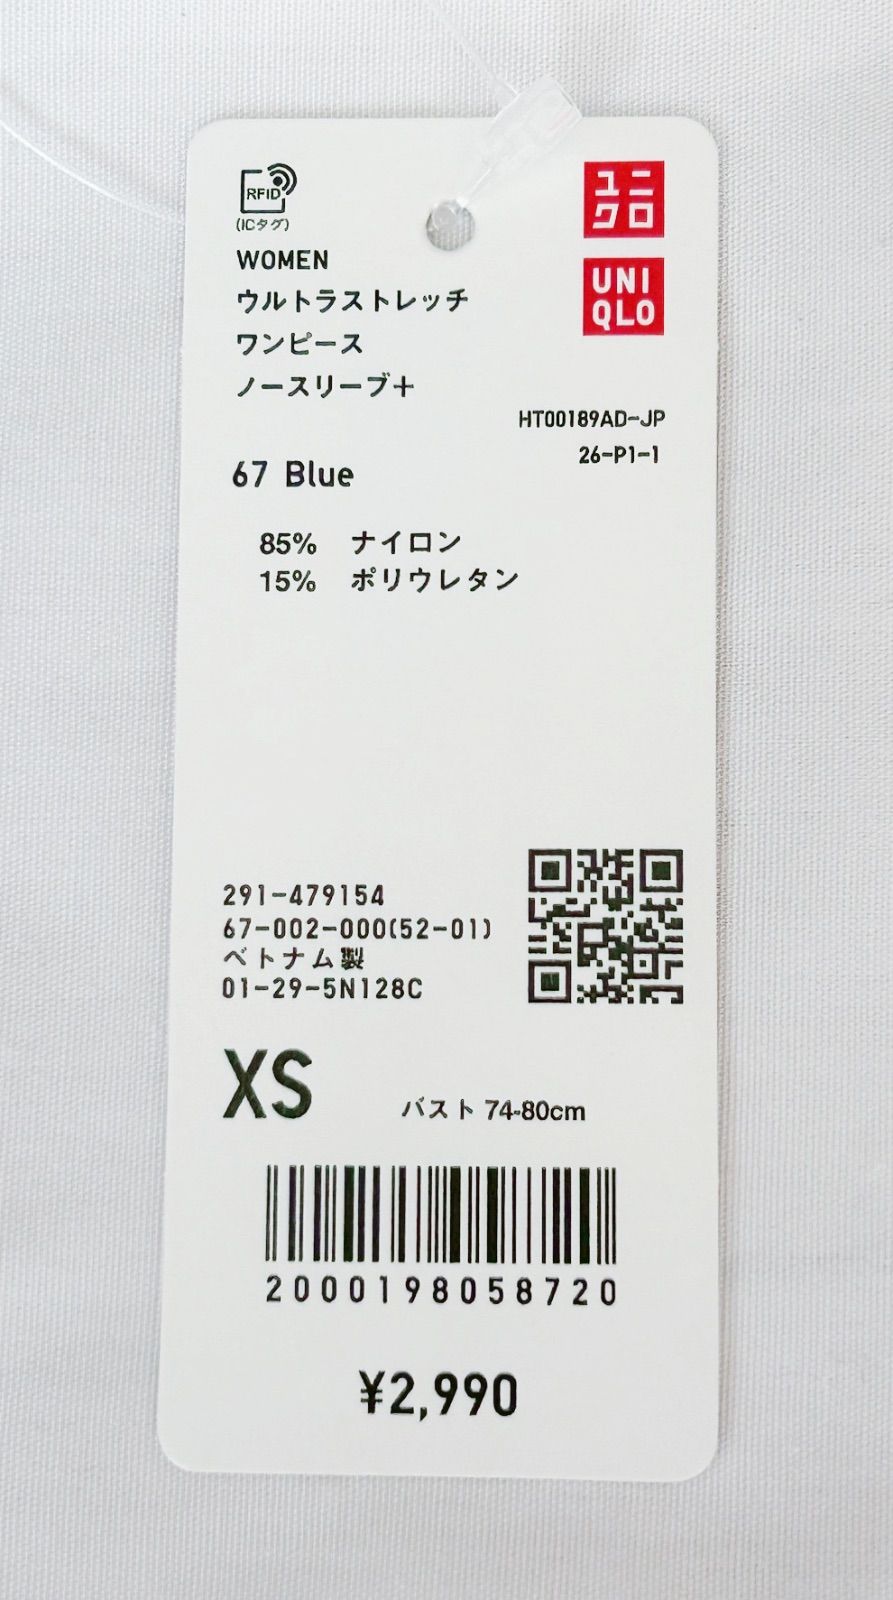 RFID
(ICタグ)
ユニ
クロ
UNI
QLO
WOMEN
ウルトラストレッチ
ワンピース
ノースリーブ＋
HT00189AD-JP
26-P1-1
67 Blue
85% ナイロン
15% ポリウレタン
291-479154
67-002-000(52-01)
ベトナム製
01-29-5N128C
XS バスト 74-80cm
2000198058720
¥2,990